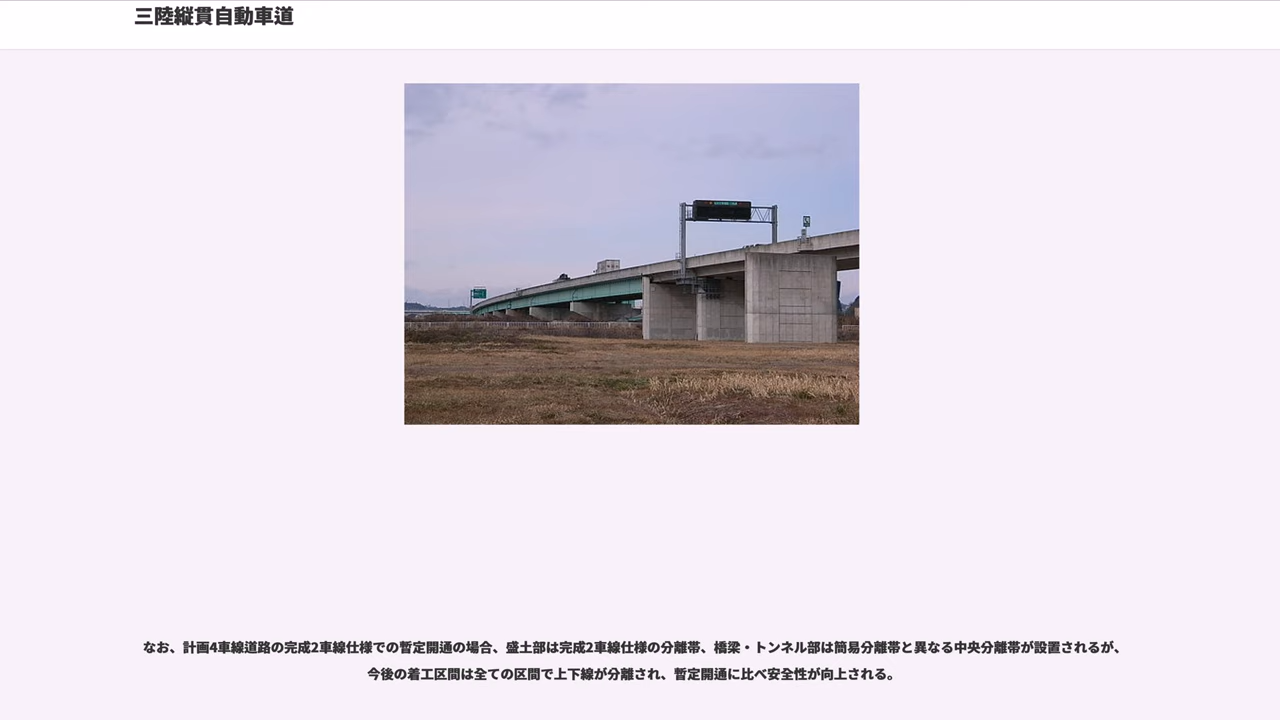 三陸縦貫自動車道
なお、計画4車線道路の完成2車線仕様での暫定開通の場合、盛土部は完成2車線仕様の分離帯、橋梁・トンネル部は簡易分離帯と異なる中央分離帯が設置されるが、
今後の着工区間は全ての区間で上下線が分離され、暫定開通に比べ安全性が向上される。